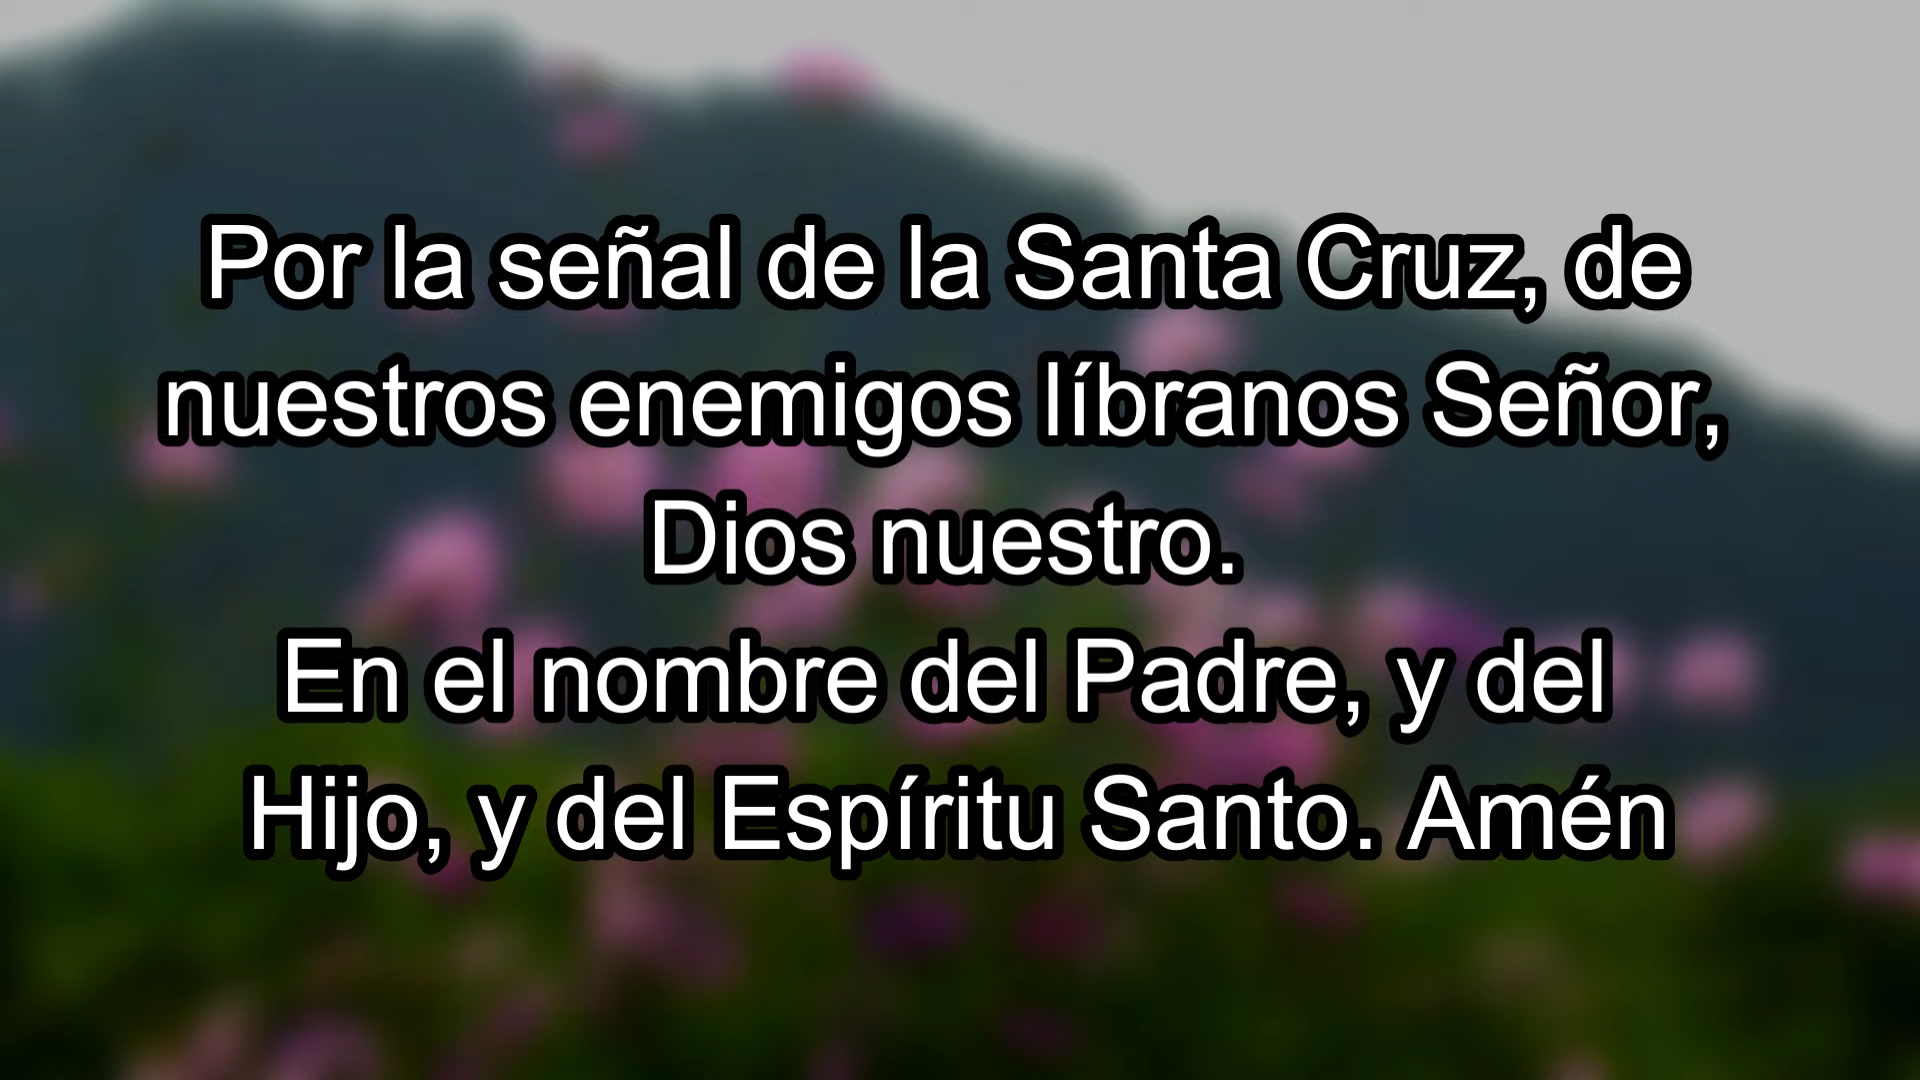 Por la señal de la Santa Cruz, de
nuestros enemigos líbranos Señor,
Dios nuestro.
En el nombre del Padre, y del
Hijo, y del Espíritu Santo. Amén